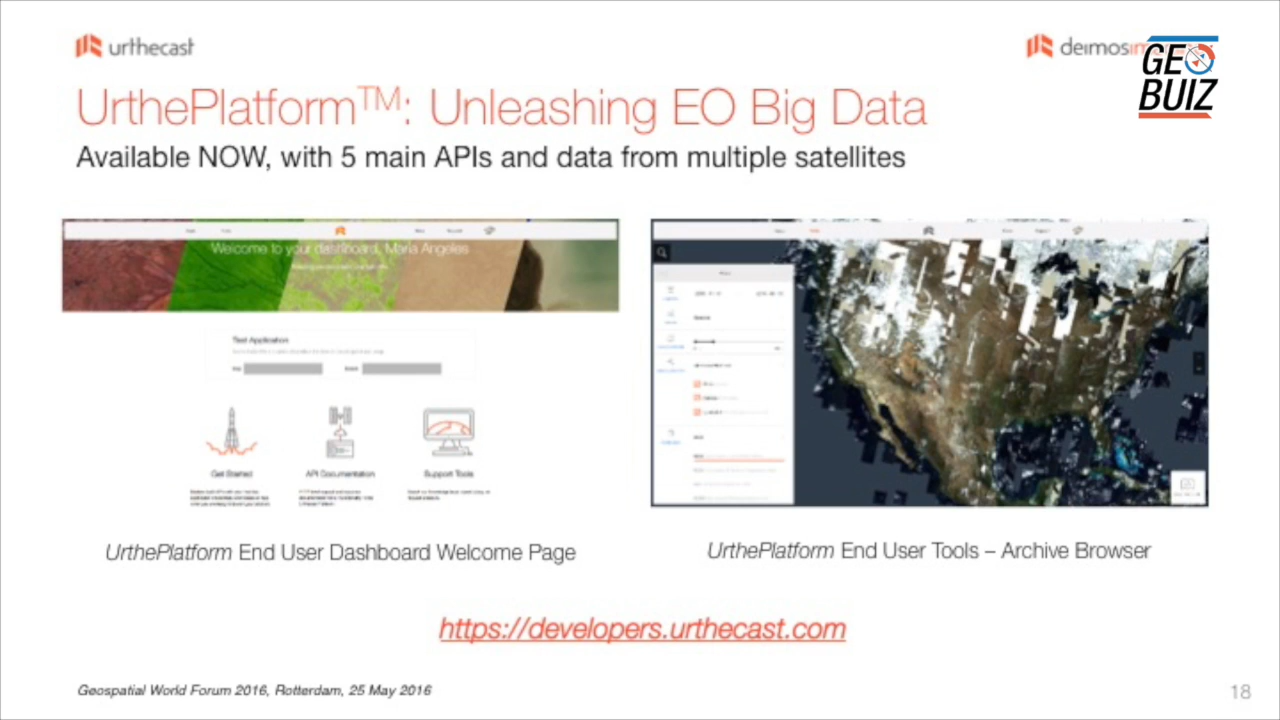 urthecast
deimos
GEO
BUIZ
UrthePlatform™: Unleashing EO Big Data
Available NOW, with 5 main APIs and data from multiple satellites
Welcome to your dashboard, Maria Angeles
Test Application
Get Started
API Documentation
Support Tools
UrthePlatform End User Dashboard Welcome Page
UrthePlatform End User Tools – Archive Browser
https://developers.urthecast.com
Geospatial World Forum 2016, Rotterdam, 25 May 2016
18